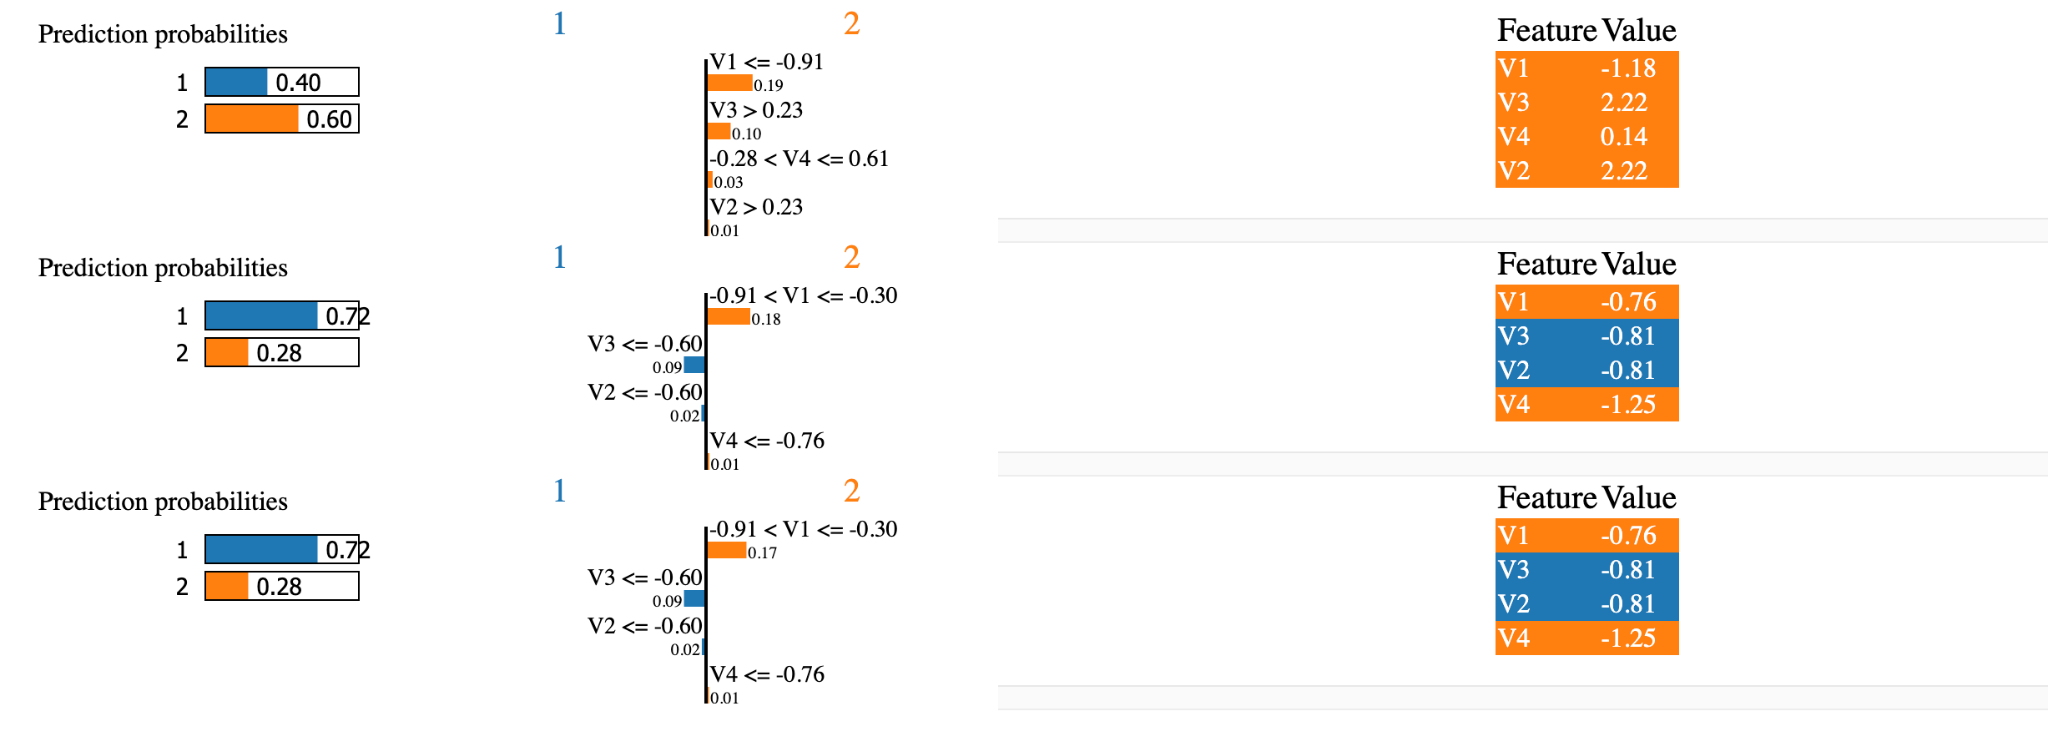 Prediction probabilities
1 0.40
2 0.60
1 2
V1 <= -0.91
0.19
V3 > 0.23
0.10
-0.28 < V4 <= 0.61
0.03
V2 > 0.23
0.01
Feature Value
V1 -1.18
V3 2.22
V4 0.14
V2 2.22
Prediction probabilities
1 0.72
2 0.28
1 2
-0.91 < V1 <= -0.30
0.18
V3 <= -0.60
0.09
V2 <= -0.60
0.02
V4 <= -0.76
0.01
Feature Value
V1 -0.76
V3 -0.81
V2 -0.81
V4 -1.25
Prediction probabilities
1 0.72
2 0.28
1 2
-0.91 < V1 <= -0.30
0.17
V3 <= -0.60
0.09
V2 <= -0.60
0.02
V4 <= -0.76
0.01
Feature Value
V1 -0.76
V3 -0.81
V2 -0.81
V4 -1.25